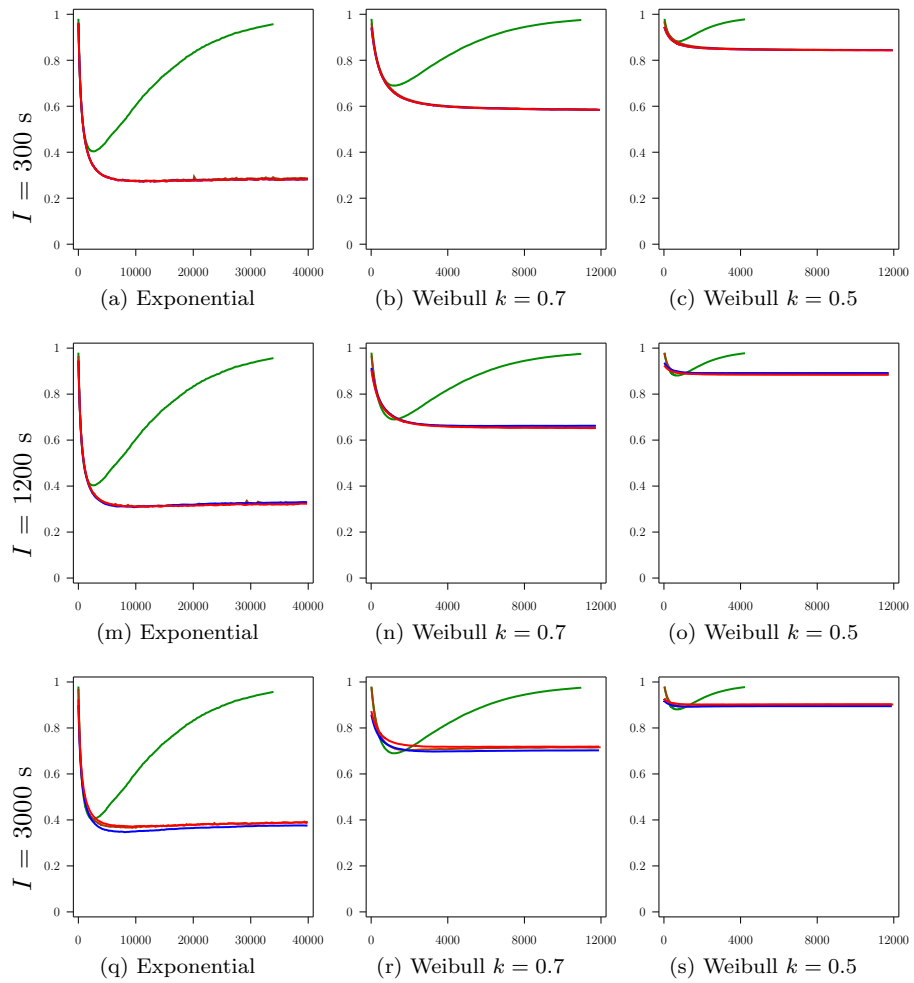 1
0.8
0.6
0.4
0.2
0
0 10000 20000 30000 40000
I = 300 s
(a) Exponential
1
0.8
0.6
0.4
0.2
0
0 4000 8000 12000
(b) Weibull k = 0.7
1
0.8
0.6
0.4
0.2
0
0 4000 8000 12000
(c) Weibull k = 0.5
1
0.8
0.6
0.4
0.2
0
0 10000 20000 30000 40000
I = 1200 s
(m) Exponential
1
0.8
0.6
0.4
0.2
0
0 4000 8000 12000
(n) Weibull k = 0.7
1
0.8
0.6
0.4
0.2
0
0 4000 8000 12000
(o) Weibull k = 0.5
1
0.8
0.6
0.4
0.2
0
0 10000 20000 30000 40000
I = 3000 s
(q) Exponential
1
0.8
0.6
0.4
0.2
0
0 4000 8000 12000
(r) Weibull k = 0.7
1
0.8
0.6
0.4
0.2
0
0 4000 8000 12000
(s) Weibull k = 0.5